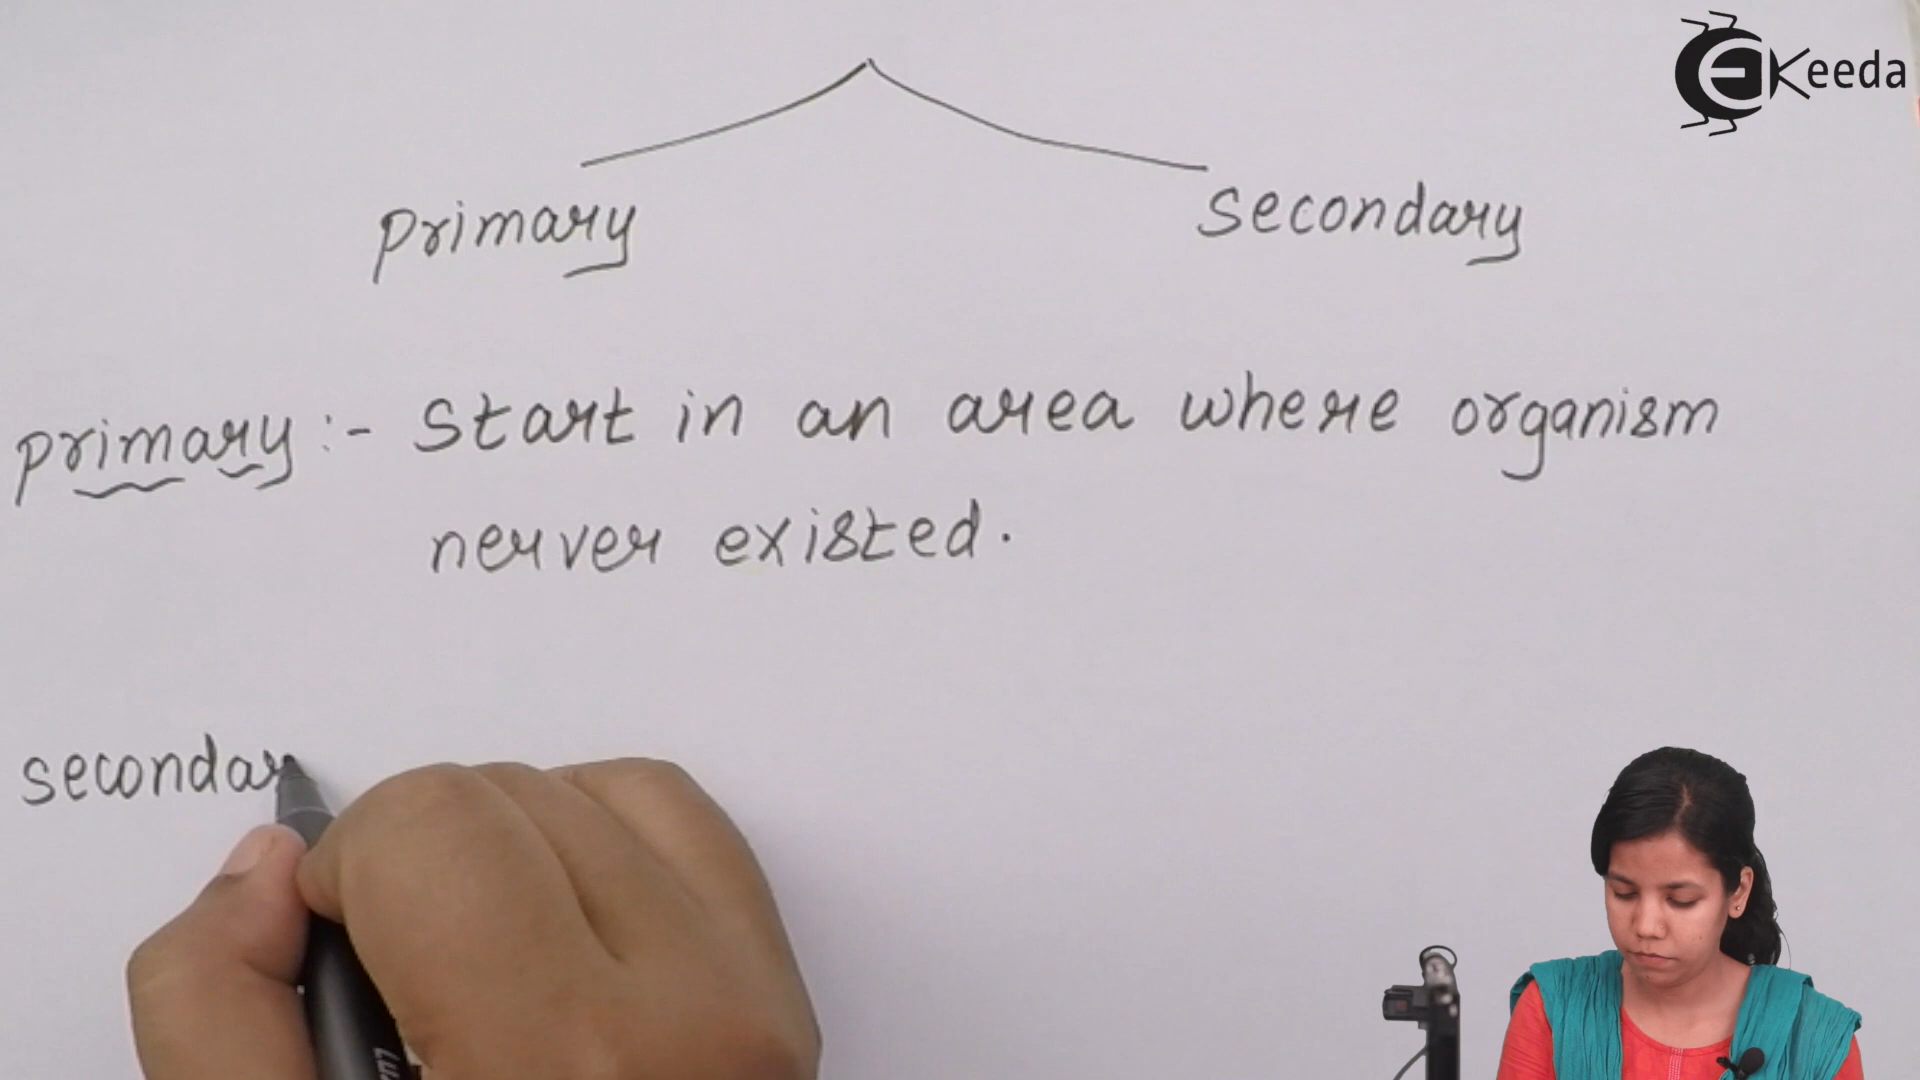 Keeda
primary
secondary
primary :- Start in an area where organism
nerver existed.
secondar